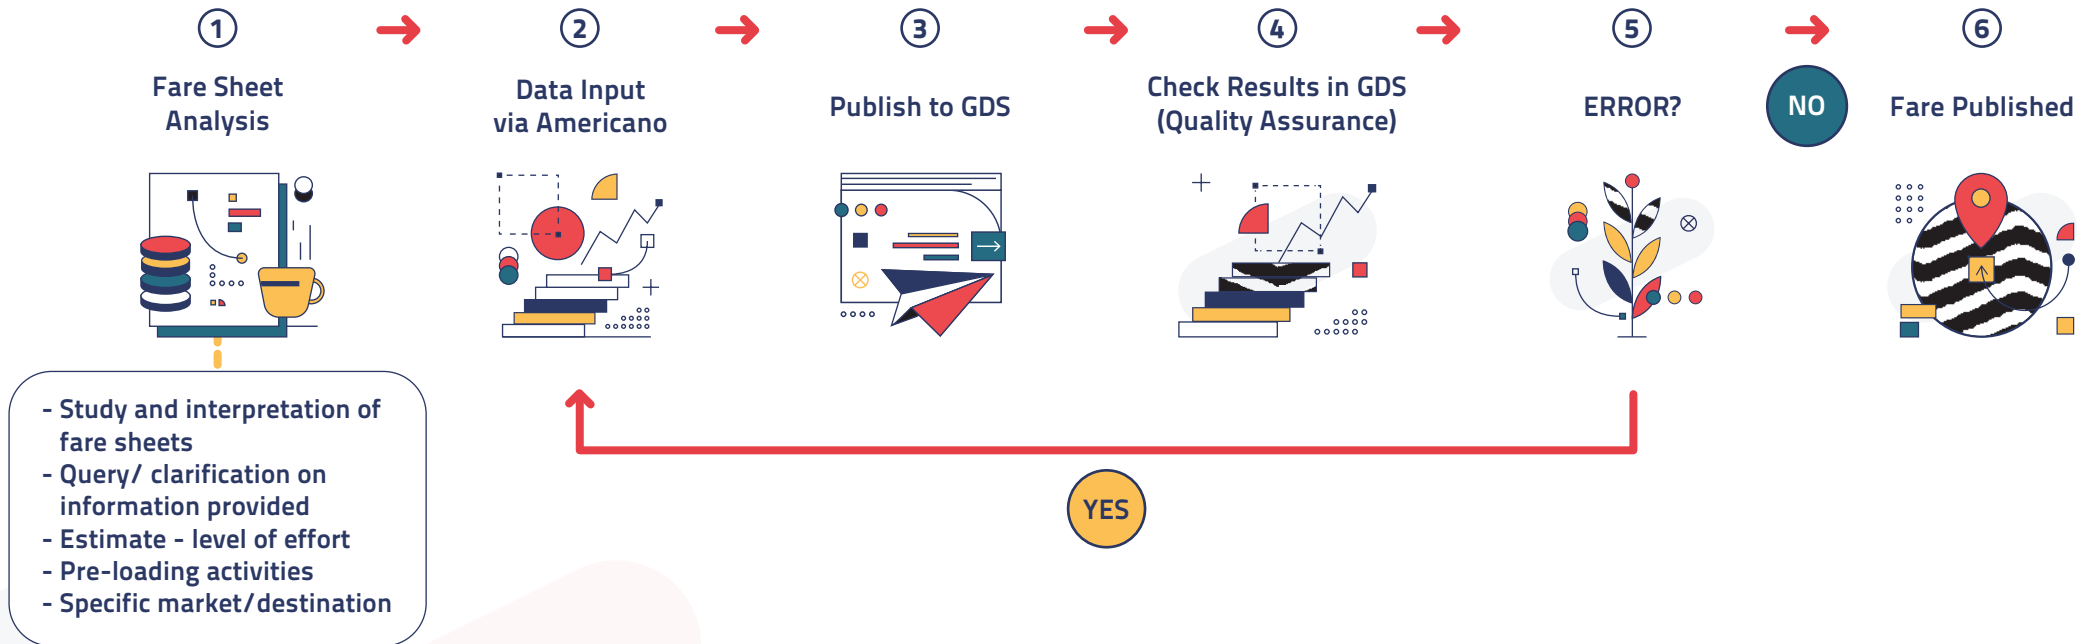 1
Fare Sheet
Analysis
2
Data Input
via Americano
3
Publish to GDS
4
Check Results in GDS
(Quality Assurance)
5
ERROR?
NO
6
Fare Published
- Study and interpretation of
fare sheets
- Query/ clarification on
information provided
- Estimate - level of effort
- Pre-loading activities
- Specific market/destination
YES